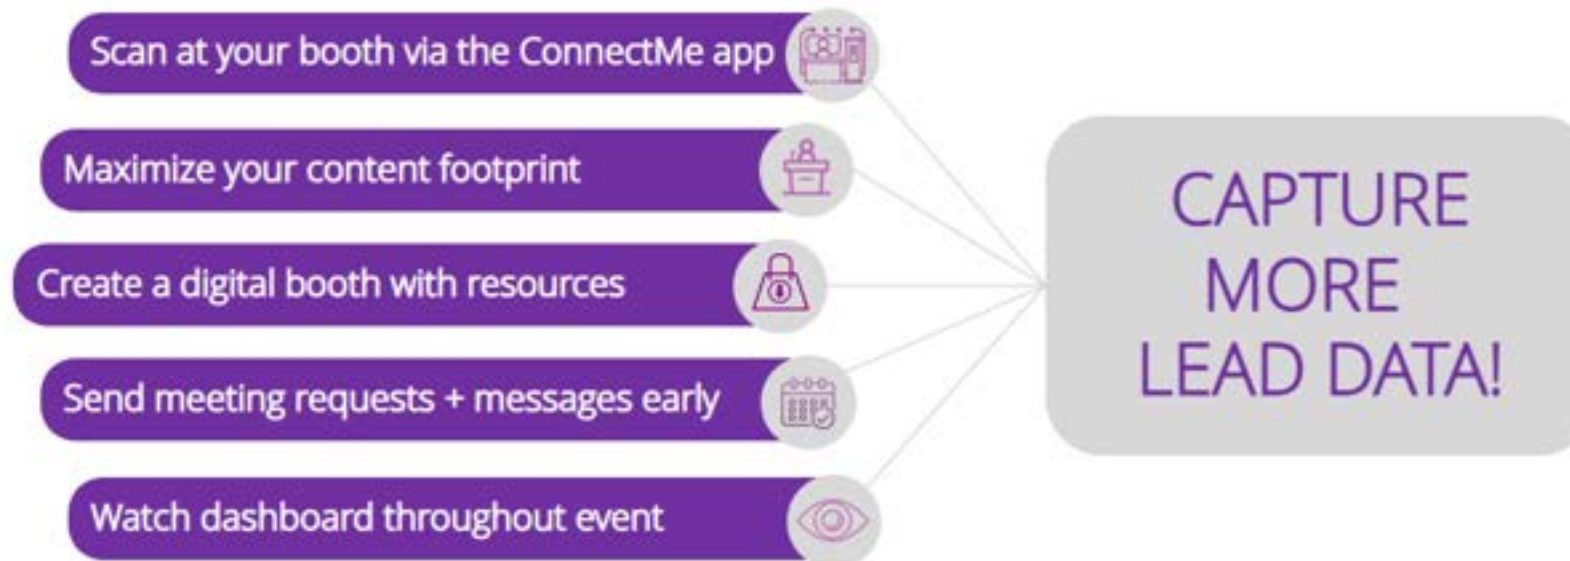 Scan at your booth via the ConnectMe app
Maximize your content footprint
Create a digital booth with resources
Send meeting requests + messages early
Watch dashboard throughout event
CAPTURE
MORE
LEAD DATA!